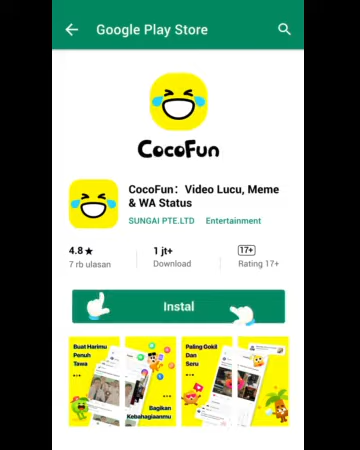 Google Play Store
CocoFun
CocoFun: Video Lucu, Meme
& WA Status
SUNGAI PTE.LTD Entertainment
4.8★ 1 jt+ 17+
7 rb ulasan Download Rating 17+
Instal
Buat Harimu
Penuh
Tawa
Bagikan
Kebahagiaanmu
Paling Gokil
Dan
Seru